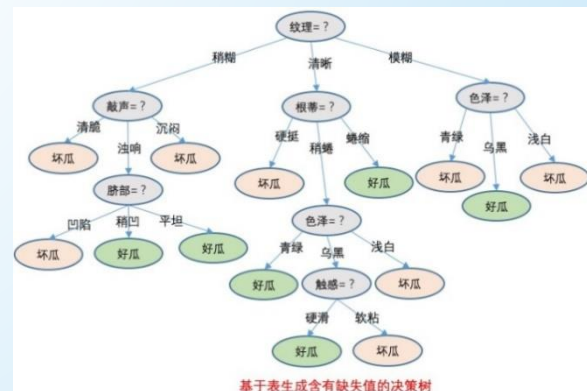 纹理=?
稍糊
清晰
模糊
敲声=?
根蒂=?
色泽=?
清脆
沉闷
硬挺
蜷缩
青绿
浅白
浊响
稍蜷
乌黑
坏瓜
坏瓜
坏瓜
好瓜
坏瓜
坏瓜
脐部=?
好瓜
凹陷
稍凹
平坦
色泽=?
青绿
乌黑
浅白
坏瓜
好瓜
好瓜
好瓜
触感=?
坏瓜
硬滑
软粘
好瓜
坏瓜
基于表生成含有缺失值的决策树